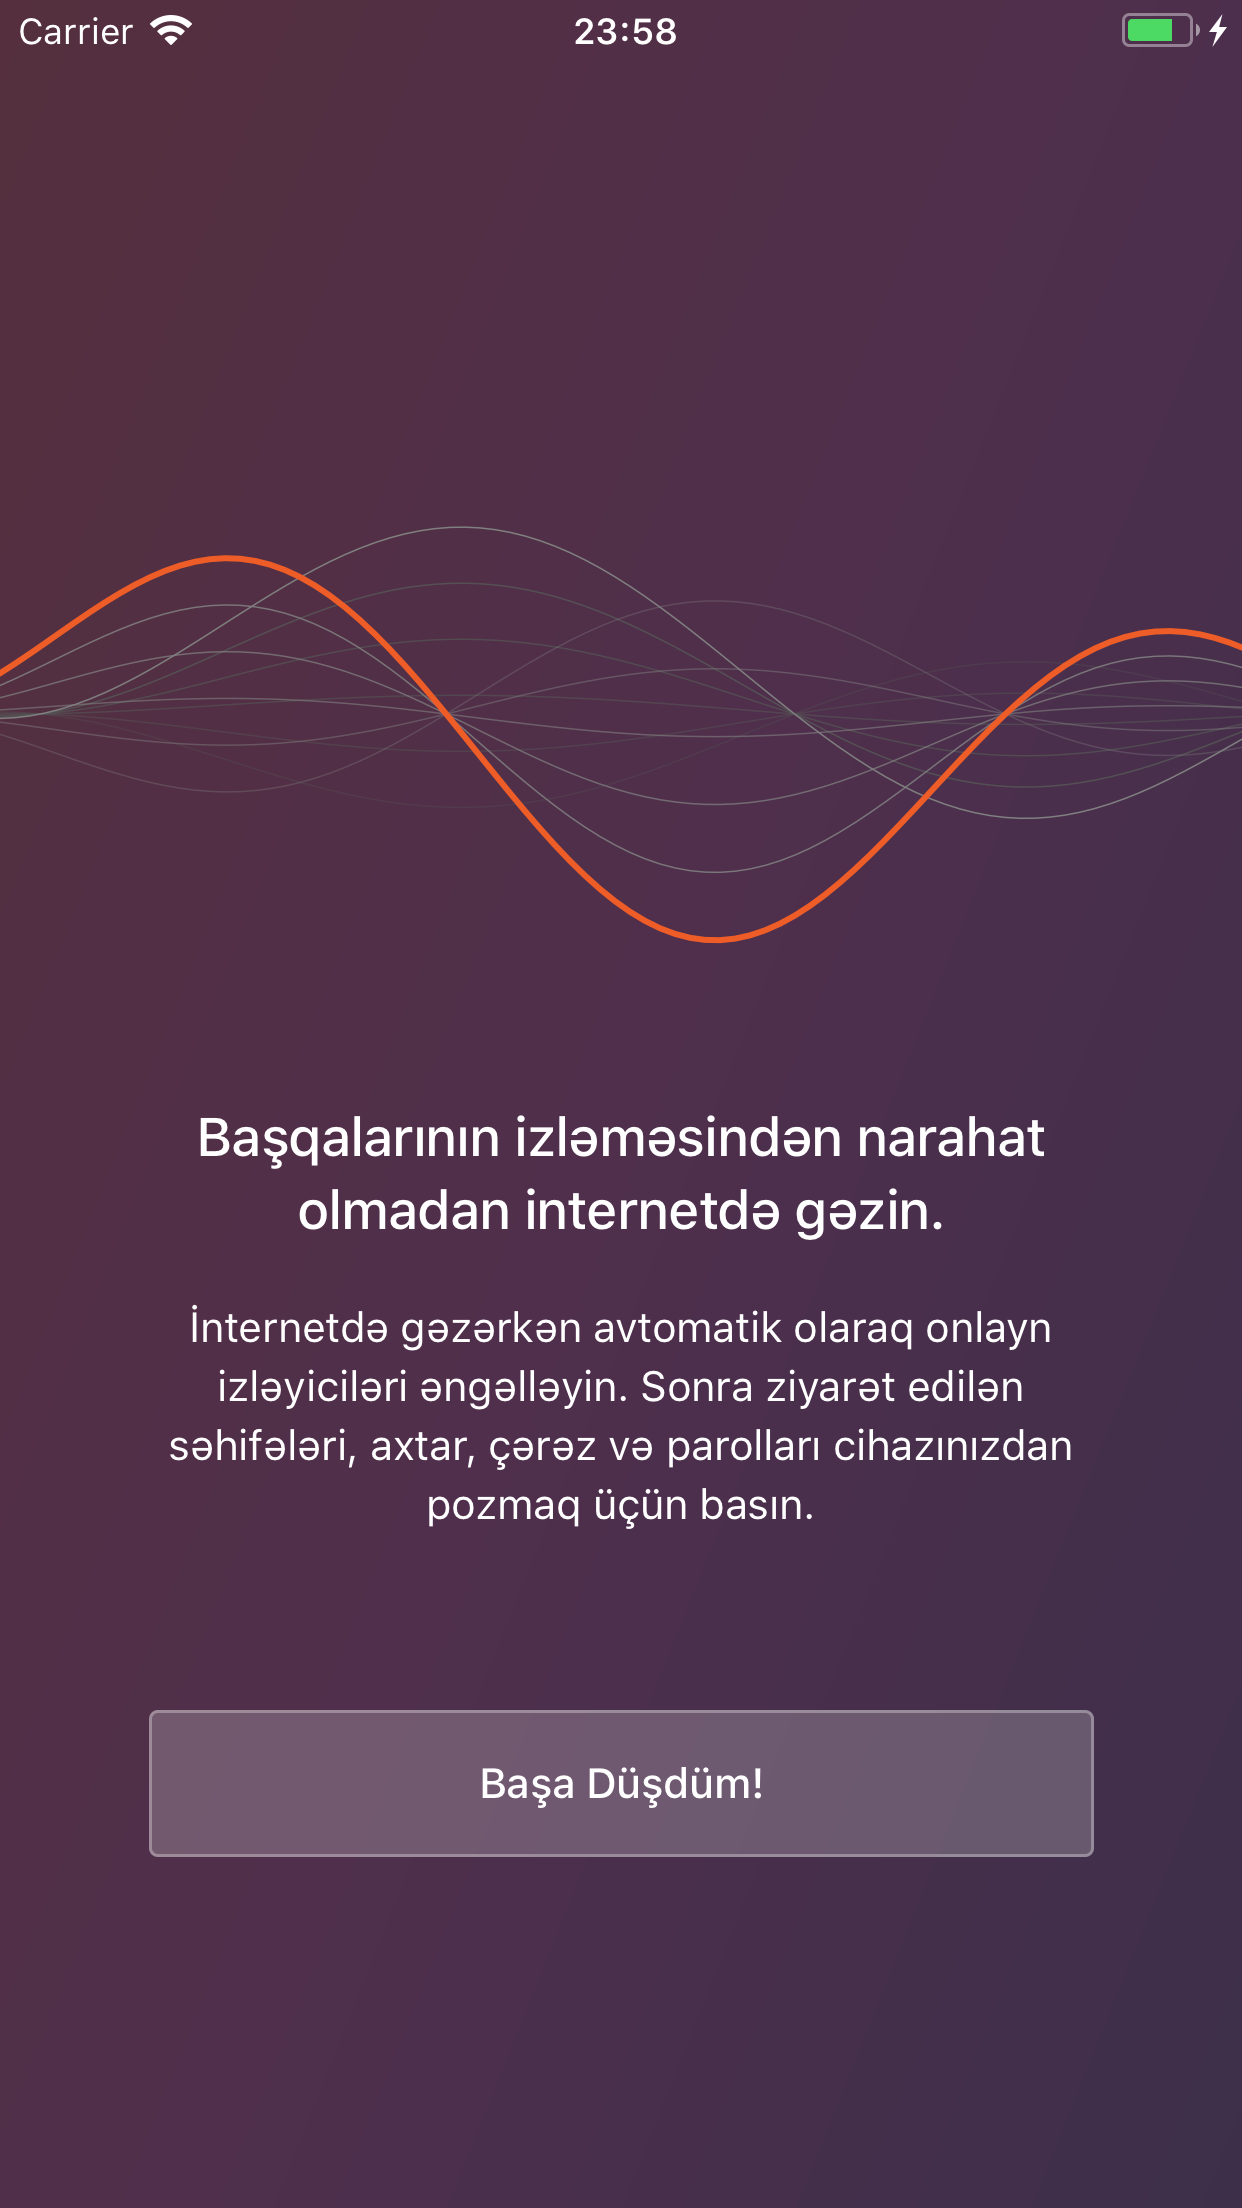 Carrier 23:58
Başqalarının izləməsindən narahat
olmadan internetdə gəzin.
İnternetdə gəzərkən avtomatik olaraq onlayn
izləyiciləri əngəlləyin. Sonra ziyarət edilən
səhifələri, axtar, çərəz və parolları cihazınızdan
pozmaq üçün basın.
Başa Düşdüm!